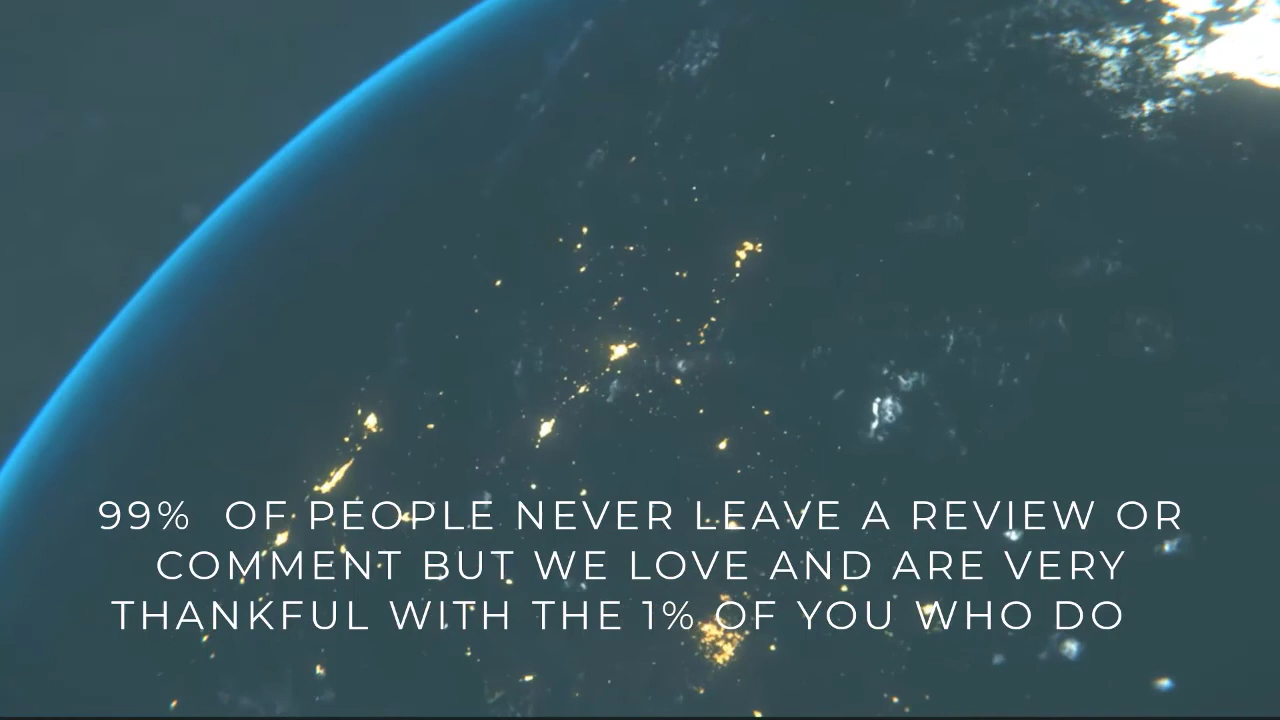 99% OF PEOPLE NEVER LEAVE A REVIEW OR
COMMENT BUT WE LOVE AND ARE VERY
THANKFUL WITH THE 1% OF YOU WHO DO